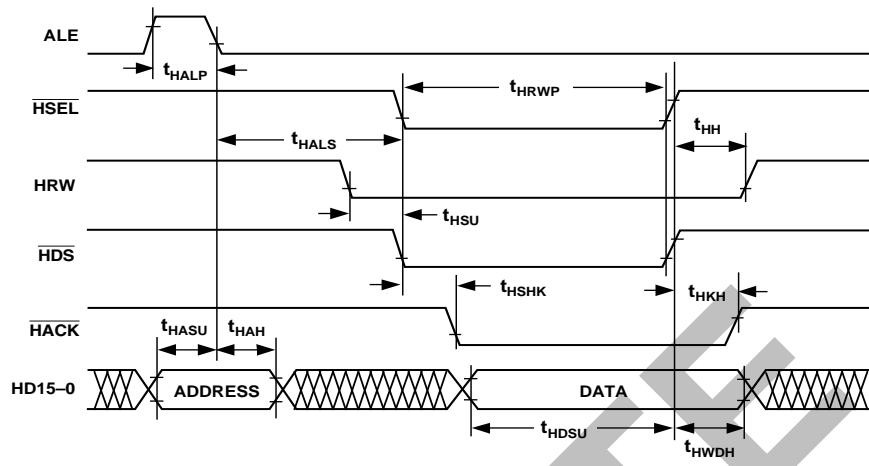 ALE
tHALP
HSEL
tHRWP
tHALS
tHH
HRW
tHSU
HDS
tHSHK
tHKH
HACK
tHASU
tHAH
HD15–0
ADDRESS
DATA
tHDSU
tHWDH
TE